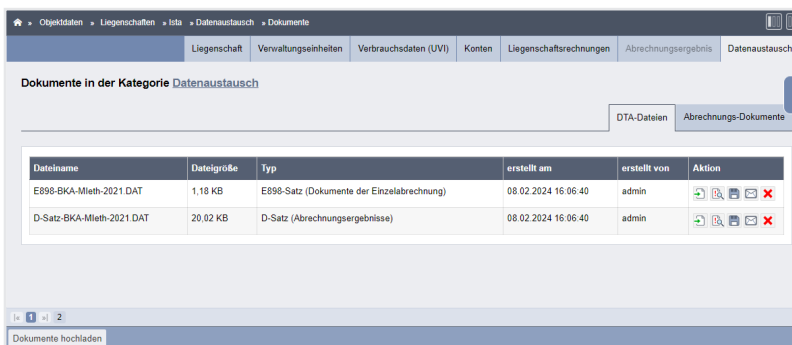 » Objektdaten » Liegenschaften » Ista » Datenaustausch » Dokumente
Liegenschaft Verwaltungseinheiten Verbrauchsdaten (UVI) Konten Liegenschaftsrechnungen Abrechnungsergebnis Datenaustausch
Dokumente in der Kategorie Datenaustausch
DTA-Dateien Abrechnungs-Dokumente
Dateiname Dateigröße Typ erstellt am erstellt von Aktion
E898-BKA-Mieth-2021.DAT 1,18 KB E898-Satz (Dokumente der Einzelabrechnung) 08.02.2024 16:06:40 admin
D-Satz-BKA-Mieth-2021.DAT 20,02 KB D-Satz (Abrechnungsergebnisse) 08.02.2024 16:06:40 admin
|« 1 »| 2
Dokumente hochladen